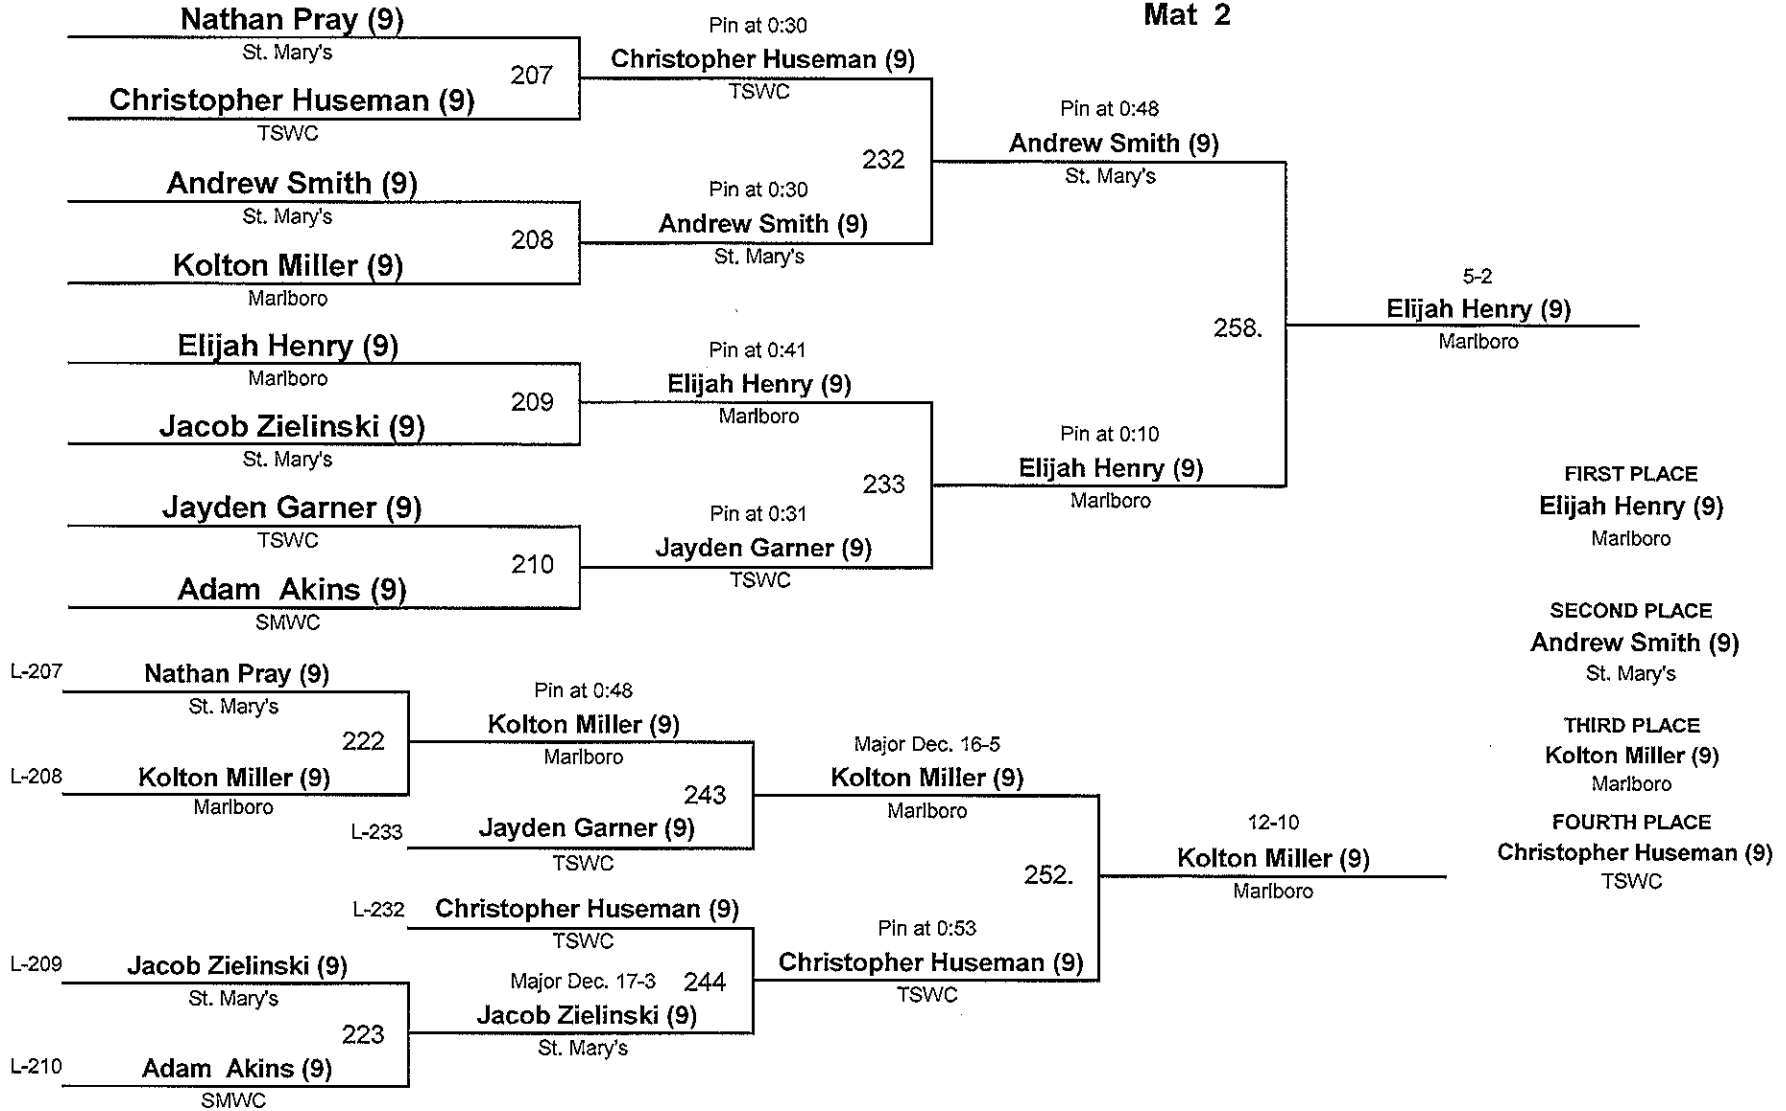 Mat 2
Nathan Pray (9)
St. Mary's
207
Christopher Huseman (9)
TSWC
Pin at 0:30
Christopher Huseman (9)
TSWC
Andrew Smith (9)
St. Mary's
208
Kolton Miller (9)
Marlboro
Pin at 0:30
Andrew Smith (9)
St. Mary's
232
Pin at 0:48
Andrew Smith (9)
St. Mary's
Elijah Henry (9)
Marlboro
209
Jacob Zielinski (9)
St. Mary's
Pin at 0:41
Elijah Henry (9)
Marlboro
Jayden Garner (9)
TSWC
210
Adam Akins (9)
SMWC
Pin at 0:31
Jayden Garner (9)
TSWC
233
Pin at 0:10
Elijah Henry (9)
Marlboro
258.
5-2
Elijah Henry (9)
Marlboro
FIRST PLACE
Elijah Henry (9)
Marlboro
SECOND PLACE
Andrew Smith (9)
St. Mary's
THIRD PLACE
Kolton Miller (9)
Marlboro
FOURTH PLACE
Christopher Huseman (9)
TSWC
L-207
Nathan Pray (9)
St. Mary's
222
L-208
Kolton Miller (9)
Marlboro
Pin at 0:48
Kolton Miller (9)
Marlboro
243
L-233
Jayden Garner (9)
TSWC
Major Dec. 16-5
Kolton Miller (9)
Marlboro
L-232
Christopher Huseman (9)
TSWC
L-209
Jacob Zielinski (9)
St. Mary's
223
L-210
Adam Akins (9)
SMWC
Major Dec. 17-3
244
Jacob Zielinski (9)
St. Mary's
Pin at 0:53
Christopher Huseman (9)
TSWC
252.
12-10
Kolton Miller (9)
Marlboro